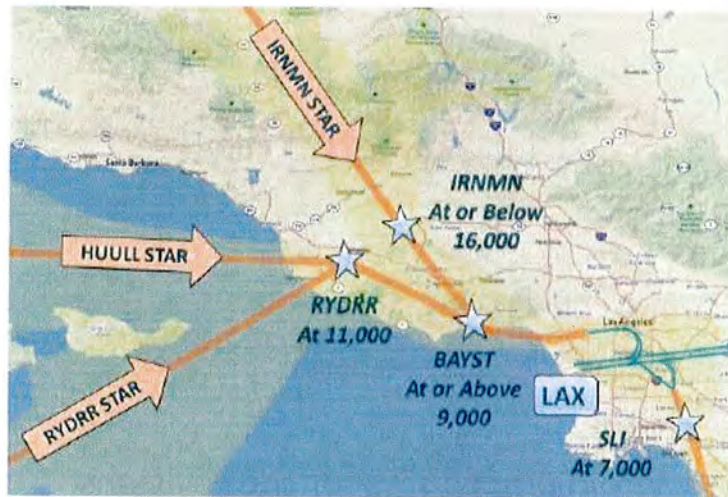 IRNMN STAR
Santa Barbara
IRNMN
At or Below
16,000
HUULL STAR
RYDRR
At 11,000
Los Angeles
BAYST
At or Above
9,000
LAX
RYDRR STAR
SLI
At 7,000